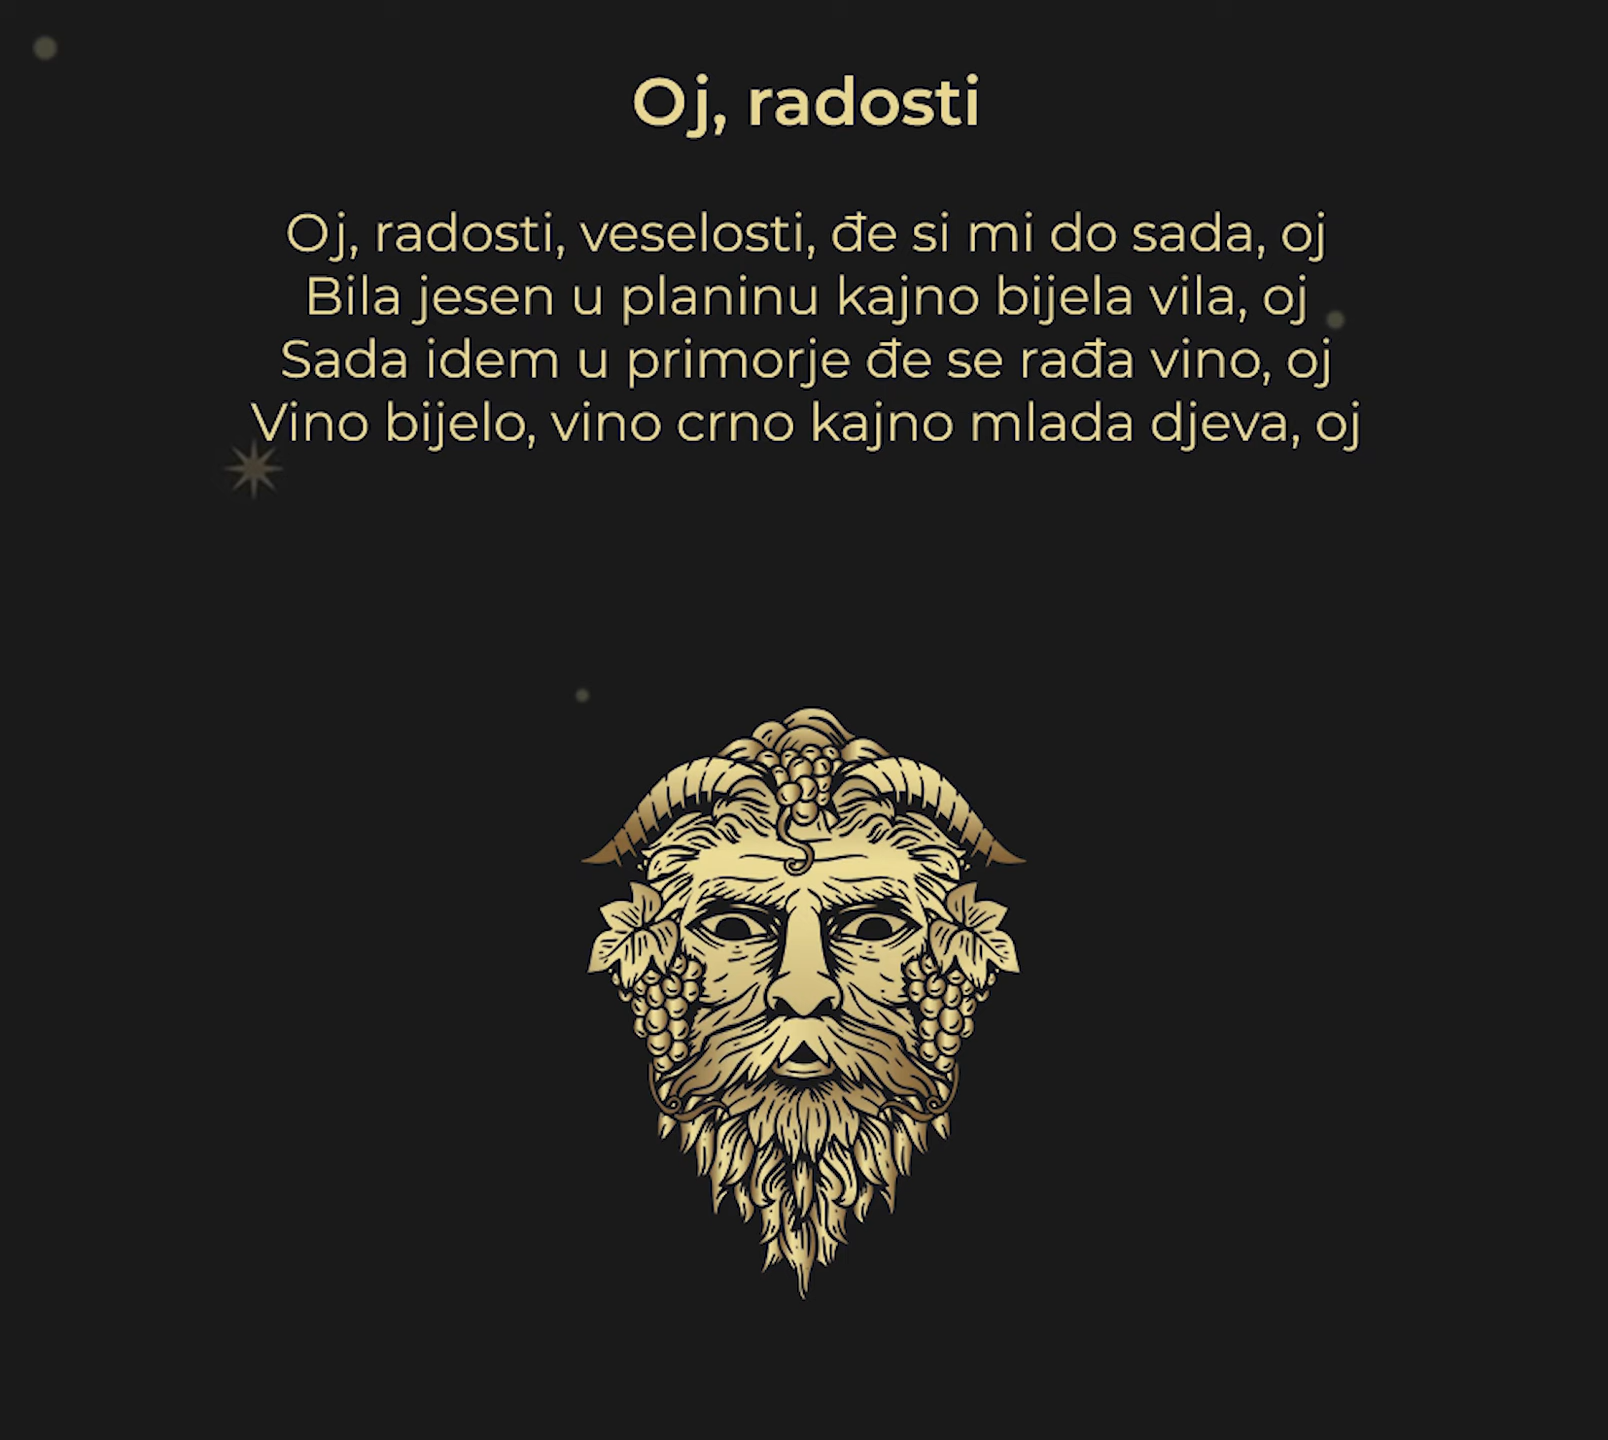 Oj, radosti
Oj, radosti, veselosti, đe si mi do sada, oj
Bila jesen u planinu kajno bijela vila, oj
Sada idem u primorje đe se rađa vino, oj
Vino bijelo, vino crno kajno mlada djeva, oj